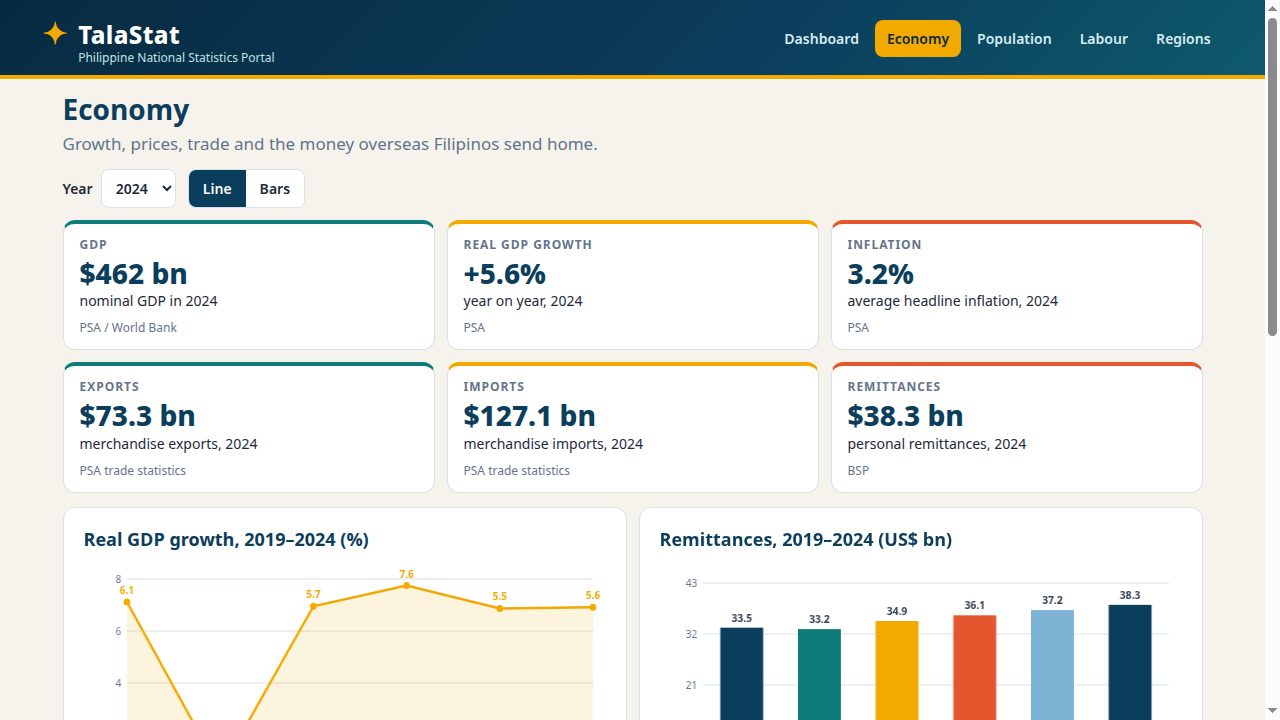 TalaStat
Philippine National Statistics Portal
Dashboard Economy Population Labour Regions
Economy
Growth, prices, trade and the money overseas Filipinos send home.
Year 2024 Line Bars
GDP
$462 bn
nominal GDP in 2024
PSA / World Bank
REAL GDP GROWTH
+5.6%
year on year, 2024
PSA
INFLATION
3.2%
average headline inflation, 2024
PSA
EXPORTS
$73.3 bn
merchandise exports, 2024
PSA trade statistics
IMPORTS
$127.1 bn
merchandise imports, 2024
PSA trade statistics
REMITTANCES
$38.3 bn
personal remittances, 2024
BSP
Real GDP growth, 2019–2024 (%)
8
6
4
6.1
5.7
7.6
5.5
5.6
Remittances, 2019–2024 (US$ bn)
43
32
21
33.5
33.2
34.9
36.1
37.2
38.3